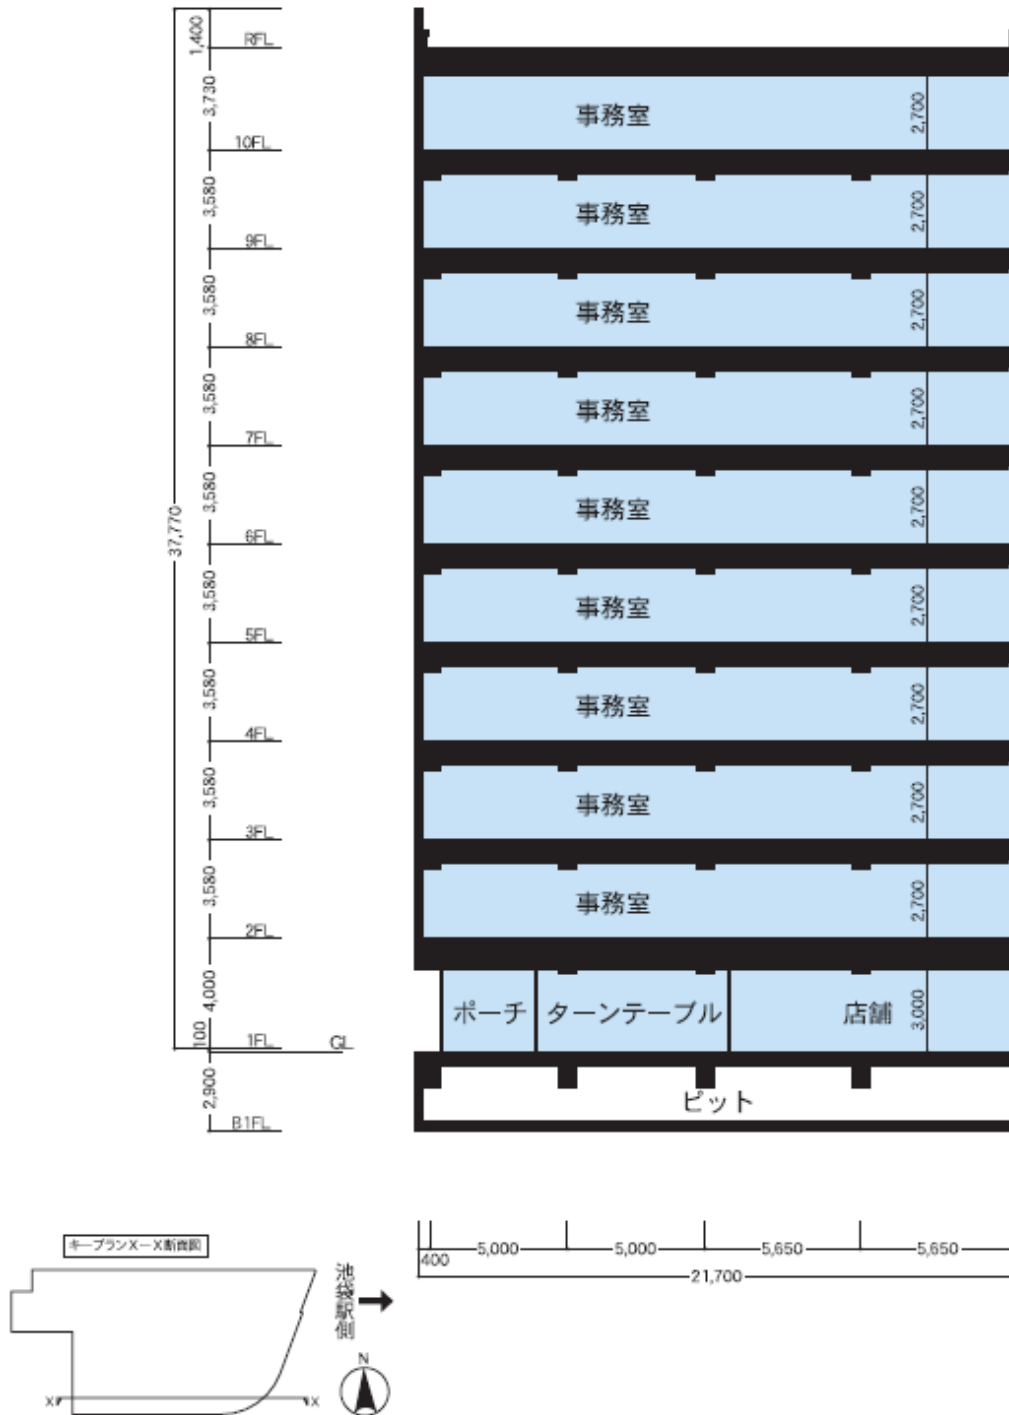 1,400
RFL
3,730
10FL
3,580
9FL
3,580
8FL
3,580
7FL
3,580
6FL
3,580
5FL
3,580
4FL
3,580
3FL
3,580
2FL
4,000
100
1FL
GL
2,900
B1FL
37,770
事務室 2,700
事務室 2,700
事務室 2,700
事務室 2,700
事務室 2,700
事務室 2,700
事務室 2,700
事務室 2,700
事務室 2,700
ポーチ ターンテーブル 店舗 3,000
ピット
400 5,000 5,000 5,650 5,650
21,700
キープランX－X断面図
池袋駅側
N
X X